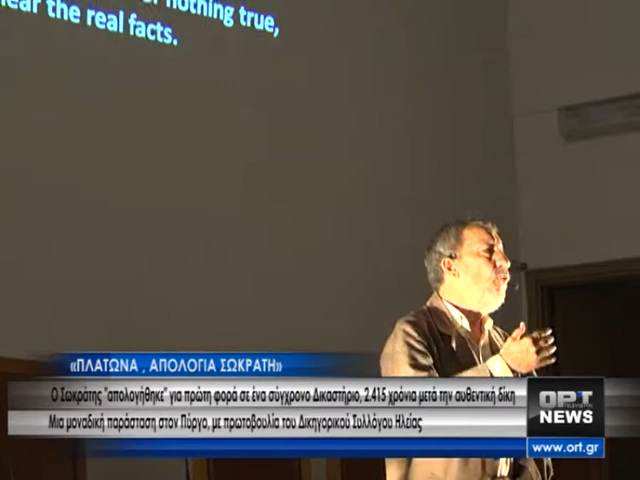 nothing true,
the real facts.
«ΠΛΑΤΩΝΑ , ΑΠΟΛΟΓΙΑ ΣΩΚΡΑΤΗ»
Ο Σωκράτης "απολογήθηκε" για πρώτη φορά σε ένα σύγχρονο Δικαστήριο, 2.415 χρόνια μετά την αυθεντική δίκη
Μια μοναδική παράσταση στον Πύργο, με πρωτοβουλία του Δικηγορικού Συλλόγου Ηλείας
ΟΡΤ
NEWS
www.ort.gr